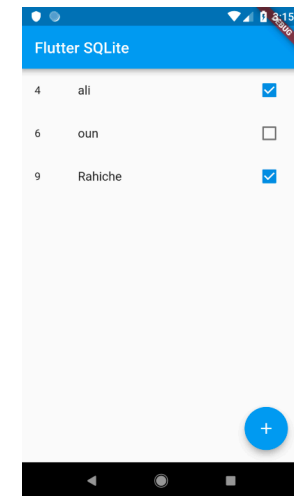 3:15
DEBUG
Flutter SQLite
4 ali
6 oun
9 Rahiche
+